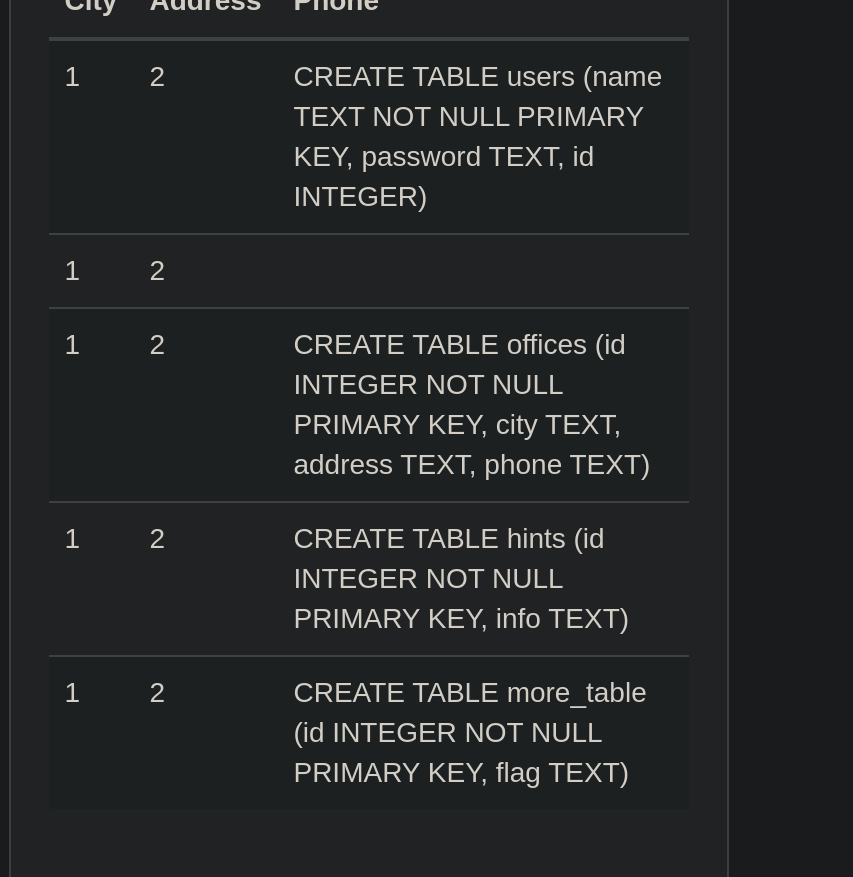 City Address Phone
1 2 CREATE TABLE users (name
TEXT NOT NULL PRIMARY
KEY, password TEXT, id
INTEGER)
1 2
1 2 CREATE TABLE offices (id
INTEGER NOT NULL
PRIMARY KEY, city TEXT,
address TEXT, phone TEXT)
1 2 CREATE TABLE hints (id
INTEGER NOT NULL
PRIMARY KEY, info TEXT)
1 2 CREATE TABLE more_table
(id INTEGER NOT NULL
PRIMARY KEY, flag TEXT)